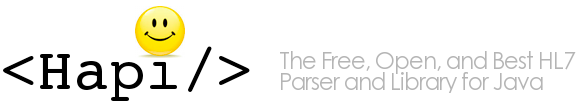 <Hapi/>
The Free, Open, and Best HL7
Parser and Library for Java